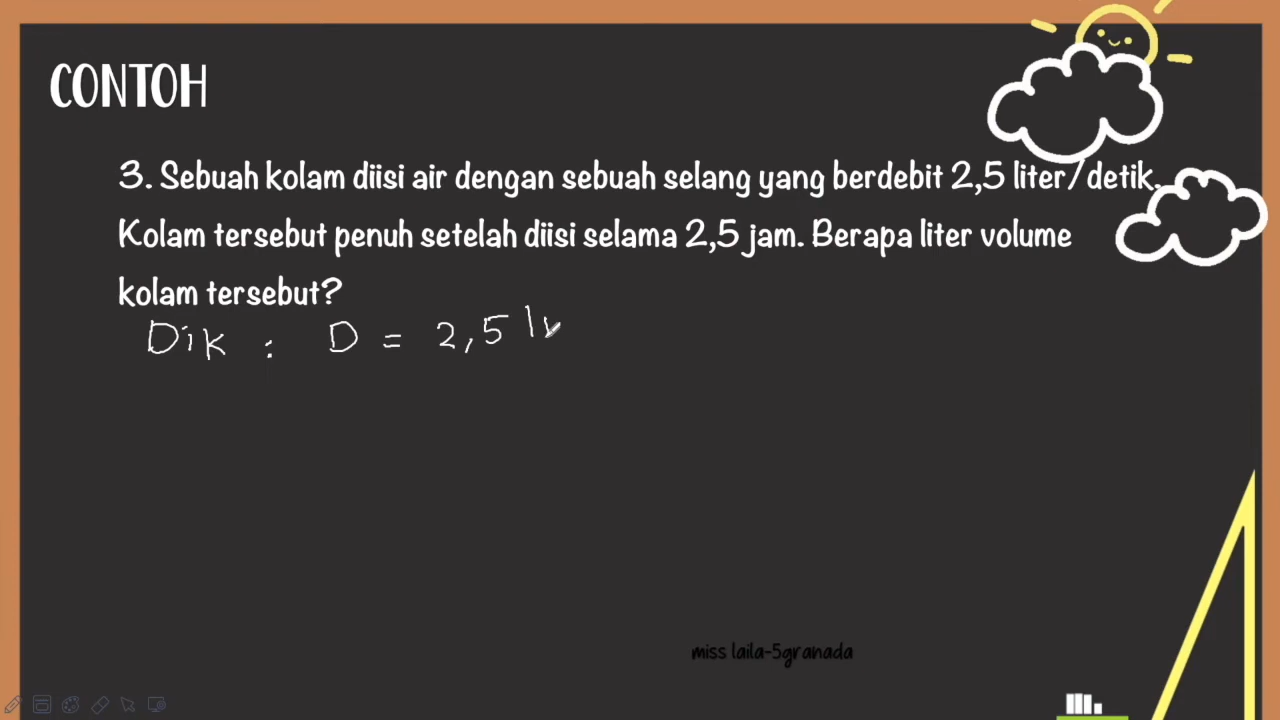 CONTOH
3. Sebuah kolam diisi air dengan sebuah selang yang berdebit 2,5 liter/detik.
Kolam tersebut penuh setelah diisi selama 2,5 jam. Berapa liter volume
kolam tersebut?
Dik : D = 2,5
miss laila-5granada